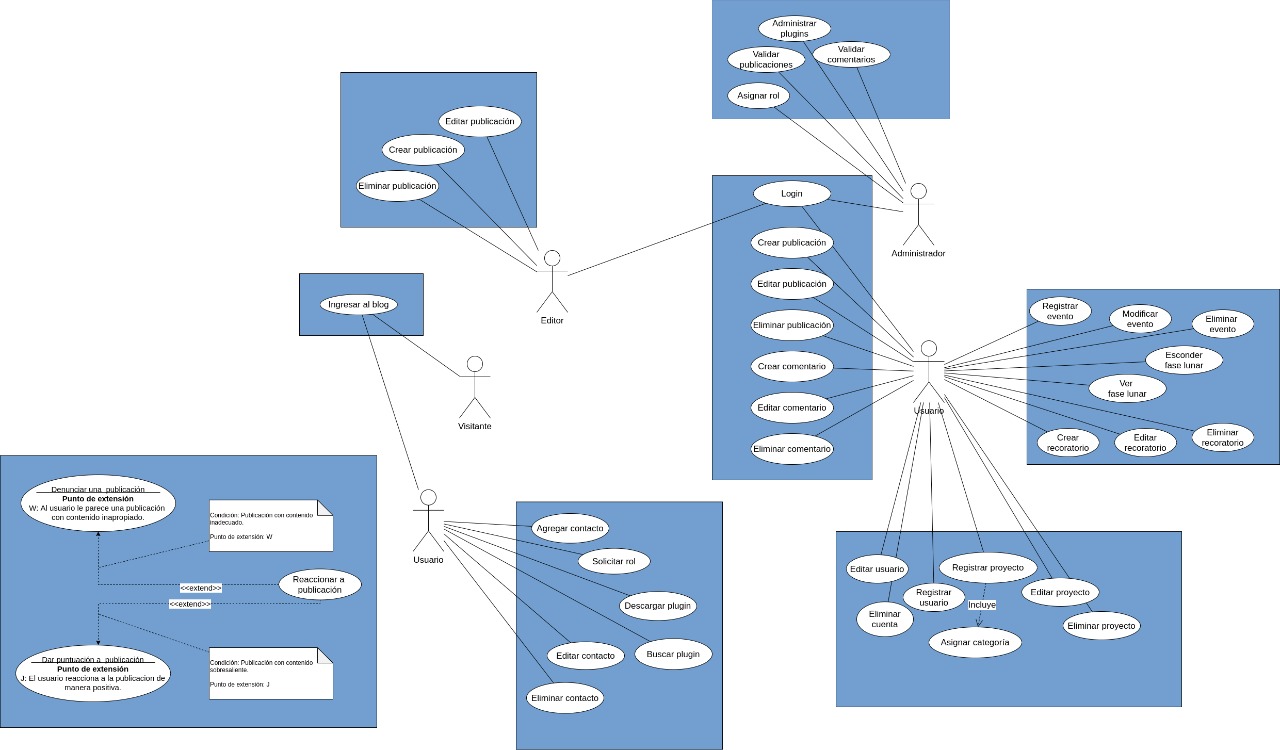 Administrar
plugins
Validar
publicaciones
Validar
comentarios
Asignar rol
Editar publicación
Crear publicación
Eliminar publicación
Editor
Administrador
Login
Crear publicación
Editar publicación
Eliminar publicación
Crear comentario
Editar comentario
Eliminar comentario
Ingresar al blog
Visitante
Usuario
Registrar
evento
Modificar
evento
Eliminar
evento
Esconder
fase lunar
Ver
fase lunar
Crear
recoratorio
Editar
recoratorio
Eliminar
recoratorio
Denunciar una  publicación
Punto de extensión
W: Al usuario le parece una publicación
con contenido inapropiado.
Condición: Publicación con contenido
inadecuado.
Punto de extensión: W
<<extend>>
Reaccionar a
publicación
<<extend>>
Dar puntuación a  publicación
Punto de extensión
J: El usuario reacciona a la publicacion de
manera positiva.
Condición: Publicación con contenido
sobresaliente.
Punto de extensión: J
Usuario
Agregar contacto
Solicitar rol
Descargar plugin
Editar contacto
Buscar plugin
Eliminar contacto
Editar usuario
Registrar proyecto
Registrar
usuario
Incluye
Editar proyecto
Eliminar
cuenta
Eliminar proyecto
Asignar categoría